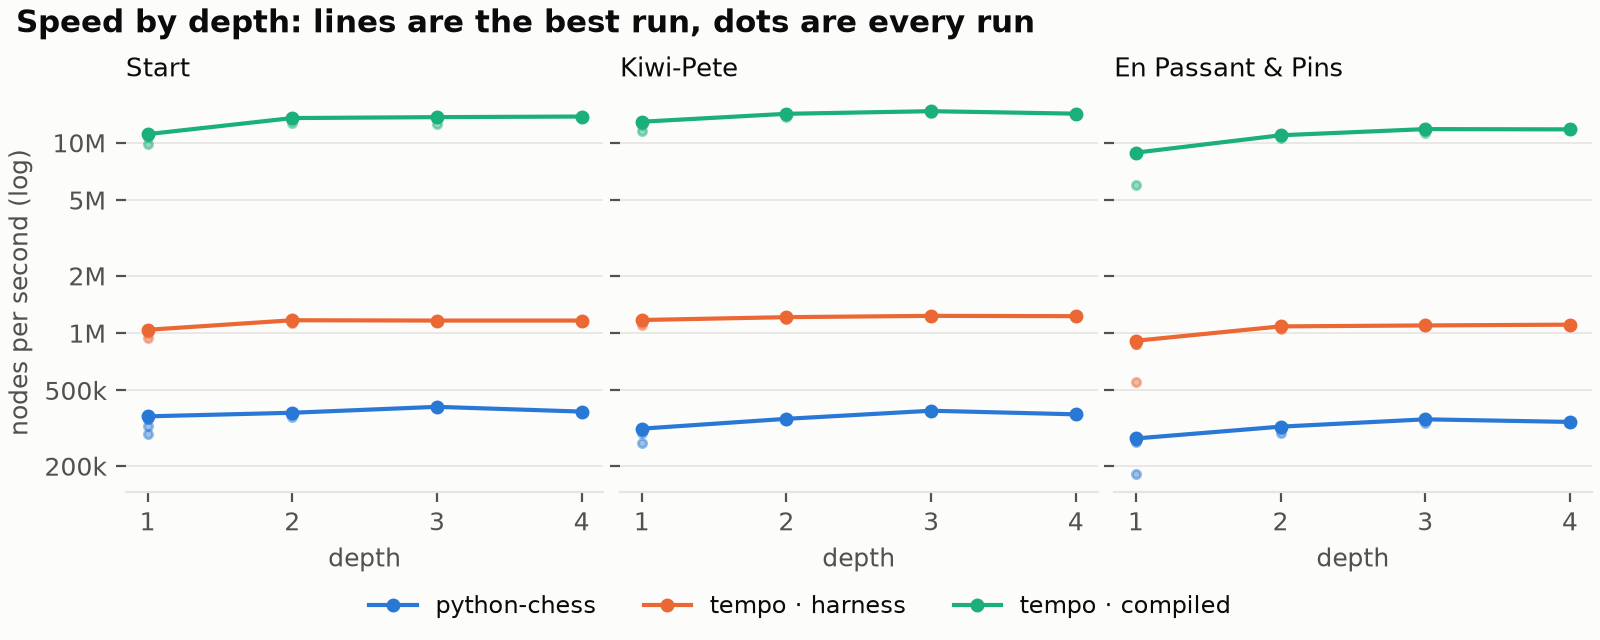 Speed by depth: lines are the best run, dots are every run
Start
Kiwi-Pete
En Passant & Pins
nodes per second (log)
10M
5M
2M
1M
500k
200k
1 2 3 4
1 2 3 4
1 2 3 4
depth
depth
depth
python-chess
tempo · harness
tempo · compiled